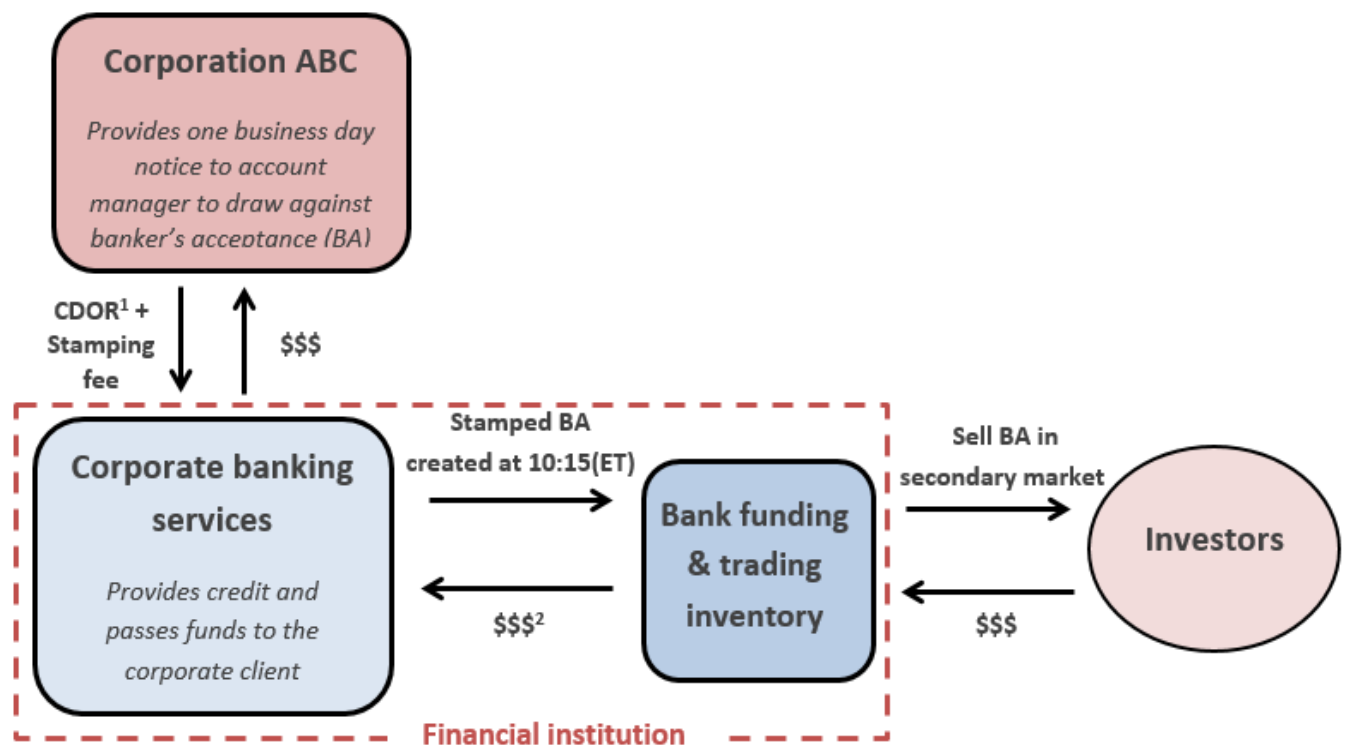 Corporation ABC
Provides one business day
notice to account
manager to draw against
banker's acceptance (BA)
CDOR¹ +
Stamping
fee
$$$
Corporate banking
services
Provides credit and
passes funds to the
corporate client
Stamped BA
created at 10:15(ET)
$$$²
Bank funding
& trading
inventory
Sell BA in
secondary market
$$$
Investors
Financial institution